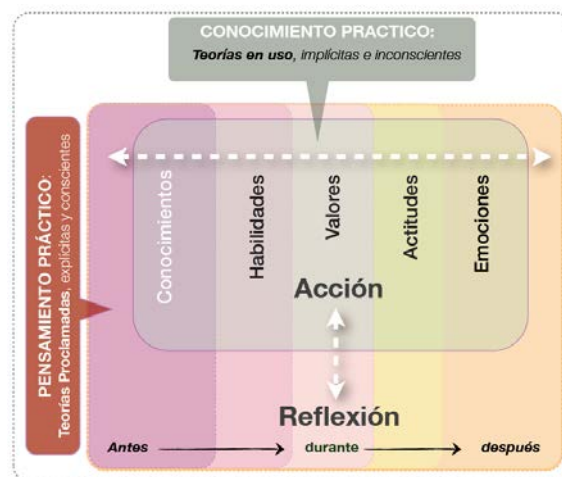 CONOCIMIENTO PRACTICO:
Teorías en uso, implícitas e inconscientes
PENSAMIENTO PRÁCTICO:
Teorías Proclamadas, explícitas y conscientes
Conocimientos
Habilidades
Valores
Actitudes
Emociones
Acción
Reflexión
Antes durante después